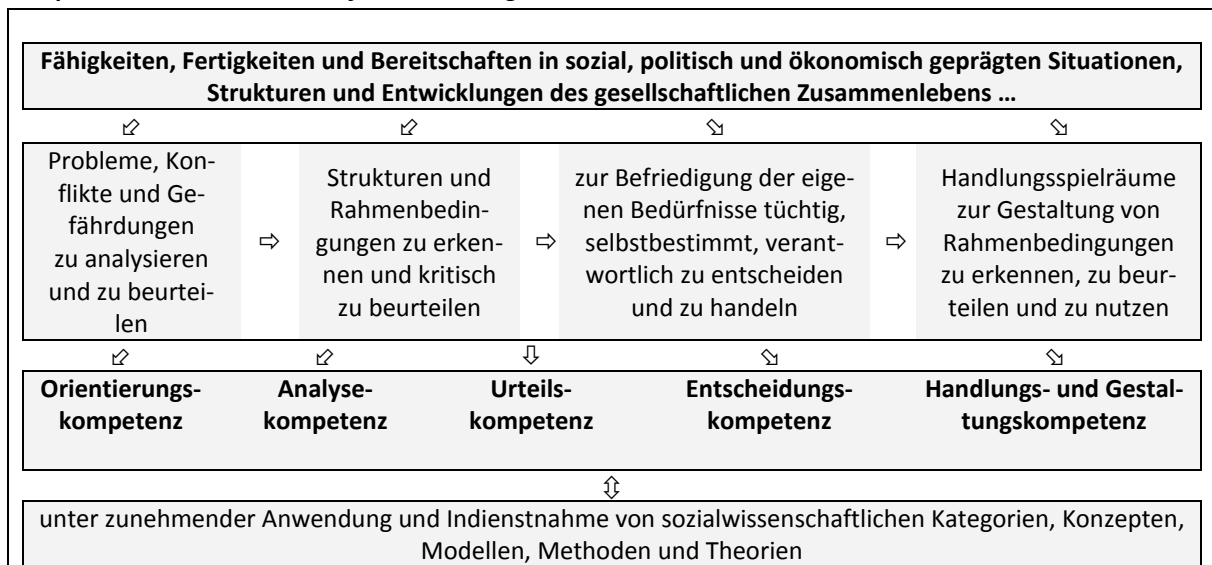 Fähigkeiten, Fertigkeiten und Bereitschaften in sozial, politisch und ökonomisch geprägten Situationen,
Strukturen und Entwicklungen des gesellschaftlichen Zusammenlebens …
Probleme, Kon-
flikte und Ge-
fährdungen
zu analysieren
und zu beurtei-
len
Strukturen und
Rahmenbedin-
gungen zu erken-
nen und kritisch
zu beurteilen
zur Befriedigung der eige-
nen Bedürfnisse tüchtig,
selbstbestimmt, verant-
wortlich zu entscheiden
und zu handeln
Handlungsspielräume
zur Gestaltung von
Rahmenbedingungen
zu erkennen, zu beur-
teilen und zu nutzen
Orientierungs-
kompetenz
Analyse-
kompetenz
Urteils-
kompetenz
Entscheidungs-
kompetenz
Handlungs- und Gestal-
tungskompetenz
unter zunehmender Anwendung und Indienstnahme von sozialwissenschaftlichen Kategorien, Konzepten,
Modellen, Methoden und Theorien